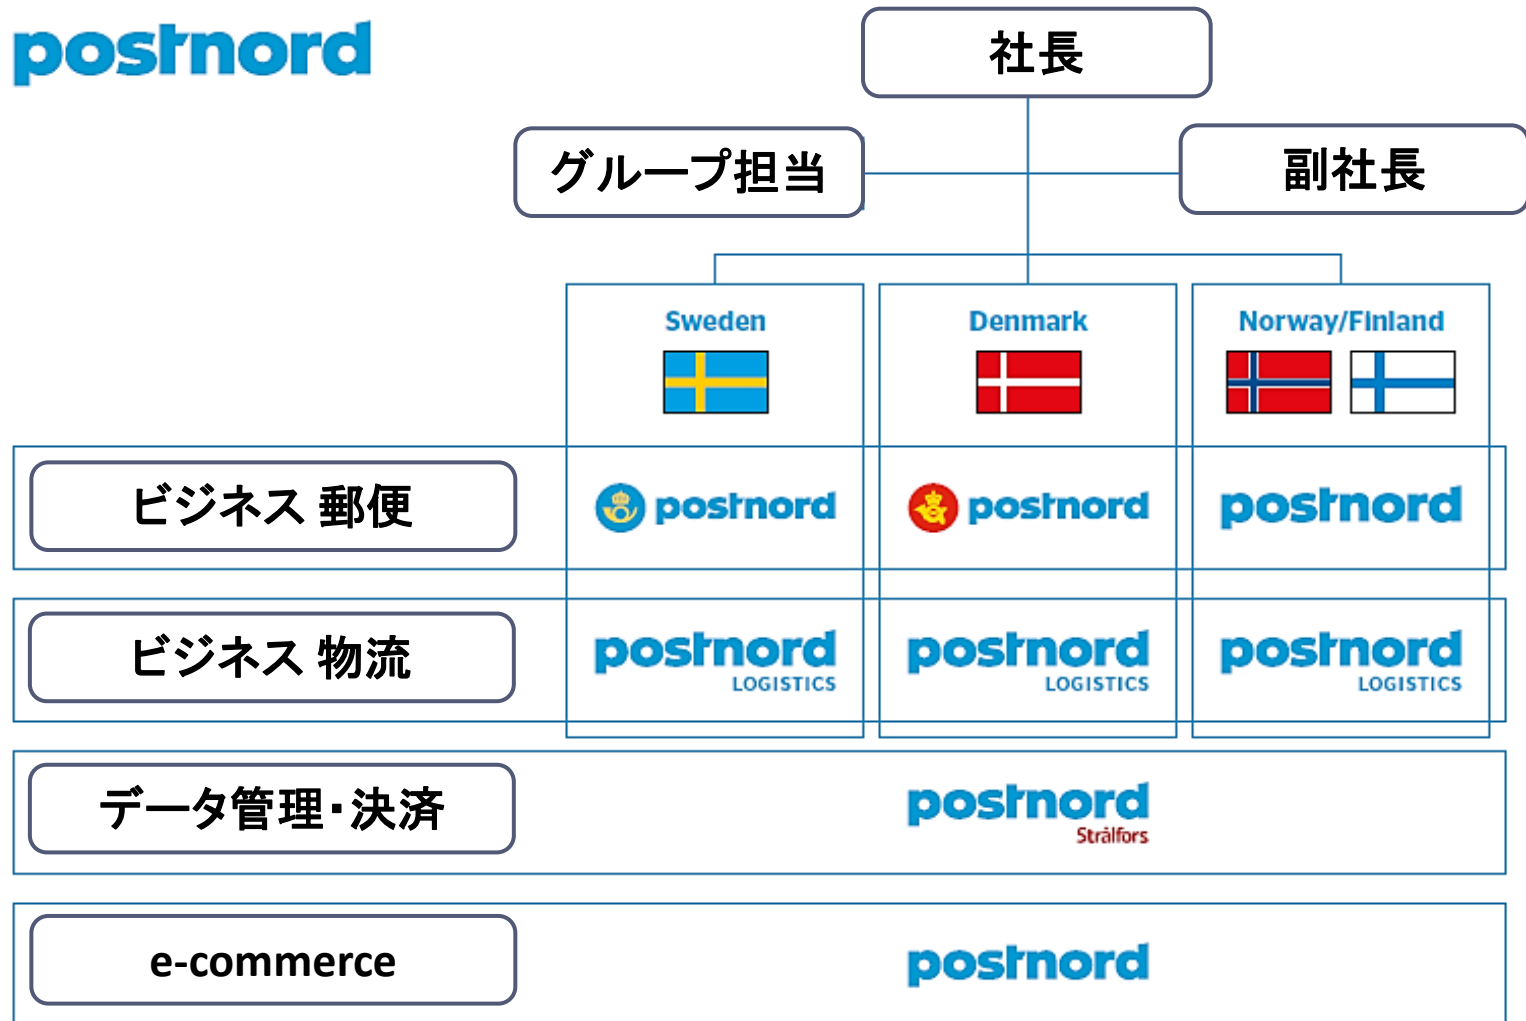 postnord
社長
グループ担当
副社長
Sweden
Denmark
Norway/Finland
ビジネス 郵便
postnord
postnord
postnord
ビジネス 物流
postnord
LOGISTICS
postnord
LOGISTICS
postnord
LOGISTICS
データ管理・決済
postnord
Strålfors
e-commerce
postnord